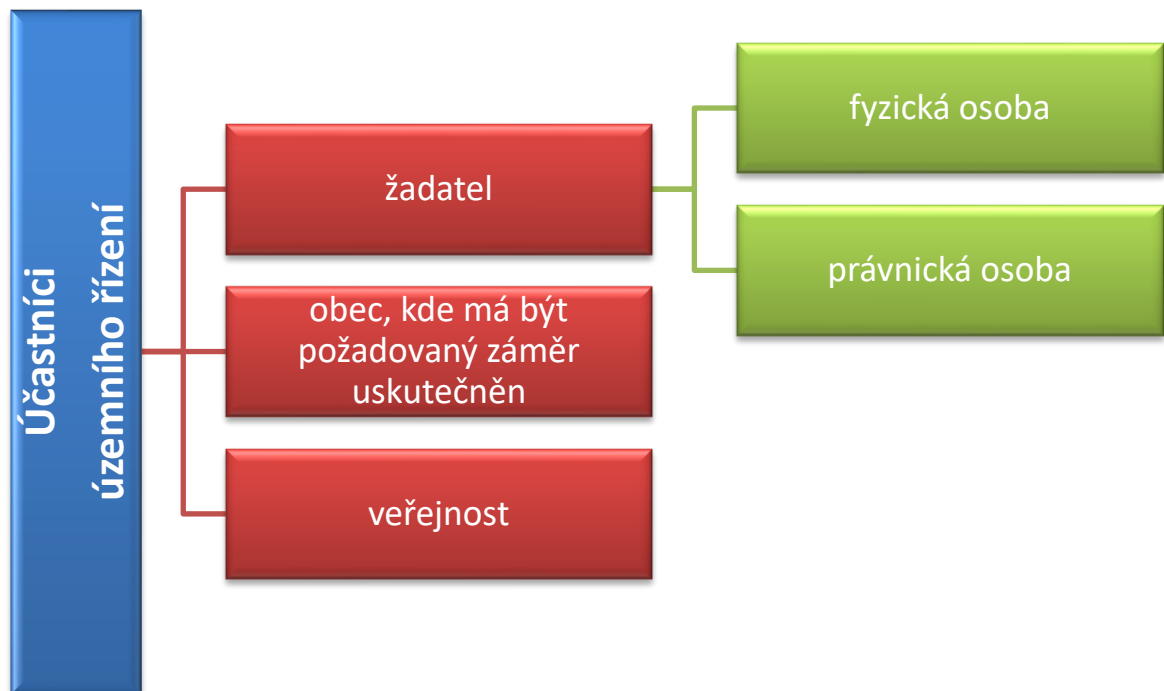 Účastníci
územního řízení
žadatel
obec, kde má být
požadovaný záměr
uskutečněn
veřejnost
fyzická osoba
právnická osoba